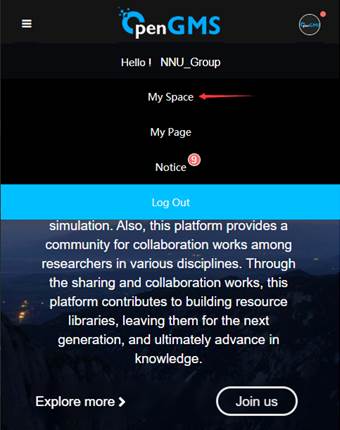 OpenGMS
Hello ! NNU_Group
My Space
My Page
Notice 9
Log Out
simulation. Also, this platform provides a
community for collaboration works among
researchers in various disciplines. Through
the sharing and collaboration works, this
platform contributes to building resource
libraries, leaving them for the next
generation, and ultimately advance in
knowledge.
Explore more
Join us